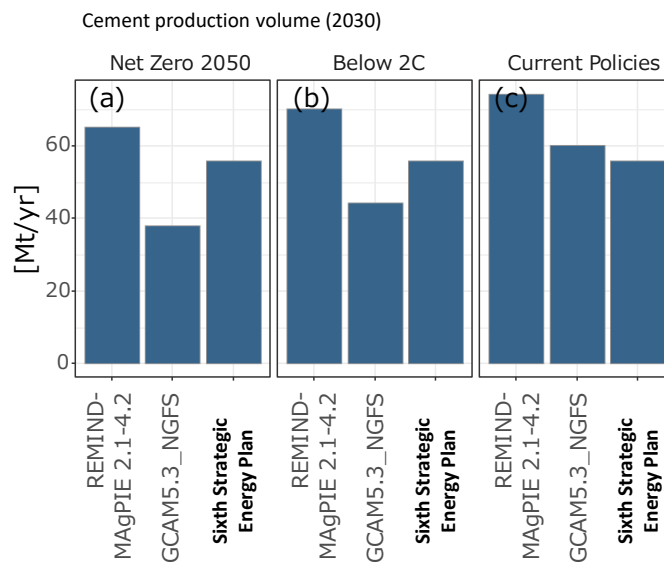 Cement production volume (2030)
Net Zero 2050
Below 2C
Current Policies
(a)
(b)
(c)
[Mt/yr]
60
40
20
0
REMIND-
MAgPIE 2.1-4.2
GCAM5.3_NGFS
Sixth Strategic
Energy Plan
REMIND-
MAgPIE 2.1-4.2
GCAM5.3_NGFS
Sixth Strategic
Energy Plan
REMIND-
MAgPIE 2.1-4.2
GCAM5.3_NGFS
Sixth Strategic
Energy Plan